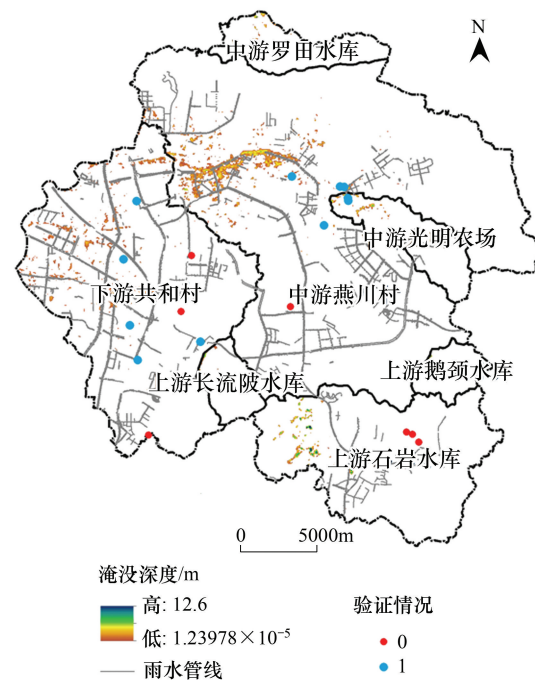 N
中游罗田水库
中游光明农场
下游共和村
中游燕川村
上游长流陂水库
上游鹅颈水库
上游石岩水库
0 5000m
淹没深度/m
高: 12.6
低: 1.23978×10⁻⁵
雨水管线
验证情况
0
1